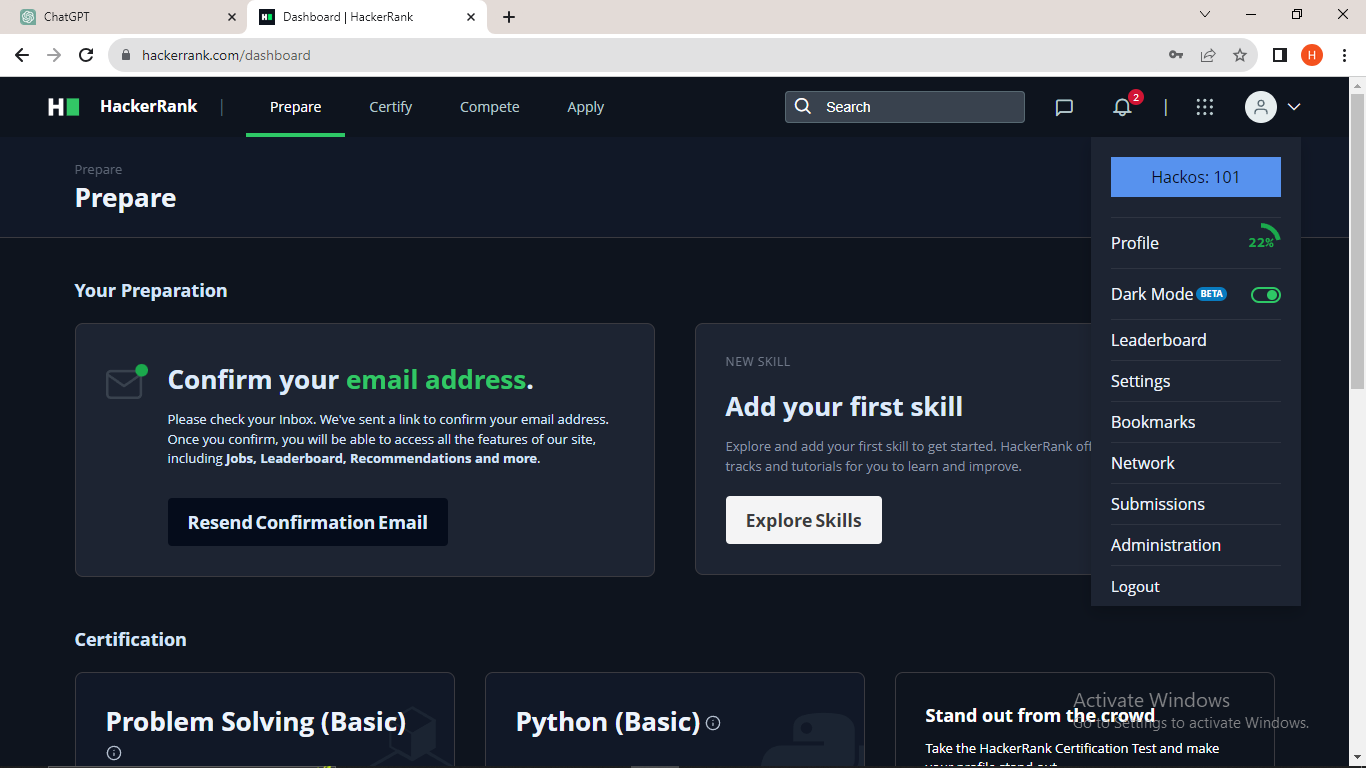 ChatGPT
Dashboard | HackerRank
hackerrank.com/dashboard
H
H
HackerRank
Prepare
Certify
Compete
Apply
Search
2
Prepare
Prepare
Hackos: 101
Profile
22%
Dark Mode BETA
Leaderboard
Settings
Bookmarks
Network
Submissions
Administration
Logout
Your Preparation
Confirm your email address.
Please check your Inbox. We've sent a link to confirm your email address.
Once you confirm, you will be able to access all the features of our site,
including Jobs, Leaderboard, Recommendations and more.
Resend Confirmation Email
NEW SKILL
Add your first skill
Explore and add your first skill to get started. HackerRank off
tracks and tutorials for you to learn and improve.
Explore Skills
Certification
Problem Solving (Basic)
Python (Basic)
Stand out from the crowd
Take the HackerRank Certification Test and make
your profile stand out
Activate Windows
Go to Settings to activate Windows.